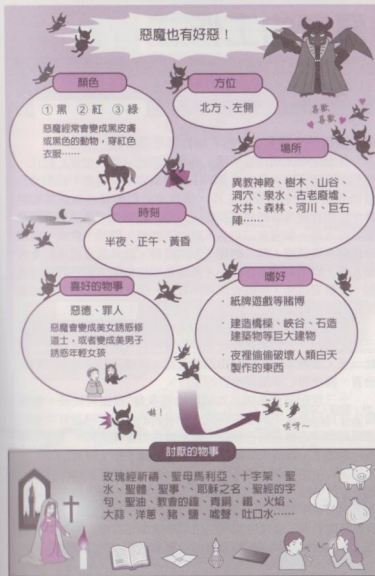 惡魔也有好惡！
顏色
① 黑 ② 紅 ③ 綠
惡魔經常會變成黑皮膚
或黑色的動物，穿紅色
衣服……
方位
北方、左側
喜歡
喜歡
場所
異教神殿、樹木、山谷、
洞穴、泉水、古老廢墟、
水井、森林、河川、巨石
陣……
時刻
半夜、正午、黃昏
喜好的物事
惡德、罪人
惡魔會變成美女誘惑修
道士，或者變成美男子
誘惑年輕女孩
嗜好
· 紙牌遊戲等賭博
· 建造橋樑、峽谷、石造
建築物等巨大建物
· 夜裡偷偷破壞人類白天
製作的東西
唉呀～
討厭的物事
玫瑰經祈禱、聖母馬利亞、十字架、聖
水、聖體、聖事、、耶穌之名、聖經的字
句、聖油、教會的鐘、青銅、鐵、火焰、
大蒜、洋蔥、豬、鹽、噓聲、吐口水……